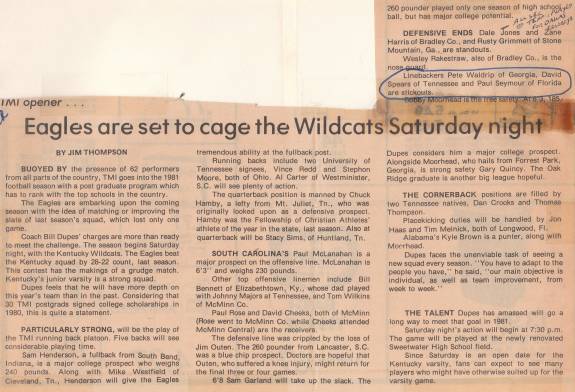 260 pounder played only one season of high school
ball, but has major college potential.
DEFENSIVE ENDS Dale Jones and Zane
Harris of Bradley Co., and Rusty Grimmett of Stone
Mountain, Ga., are standouts.
Wesley Rakestraw, also of Bradley Co., is the
nose guard.
Linebackers Pete Waldrip of Georgia, David
Spears of Tennessee and Paul Seymour of Florida
are stickouts.
Bobby Moorhead is the free safety. At 6'3, 185,
TMI opener . . .
Eagles are set to cage the Wildcats Saturday night
BY JIM THOMPSON
BUOYED BY the presence of 62 performers
from all parts of the country, TMI goes into the 1981
football season with a post graduate program which
has to rank with the top schools in the country.
The Eagles are embarking upon the coming
season with the idea of matching or improving the
slate of last season's squad, which lost only one
game.
Coach Bill Dupes' charges are more than ready
to meet the challenge. The season begins Saturday
night, with the Kentucky Wildcats. The Eagles beat
the Kentucky squad by 28-22 count, last season.
This contest has the makings of a grudge match.
Kentucky's junior varsity is a strong squad.
Dupes feels that he will have more depth on
this year's team than in the past. Considering that
30 TMI postgrads signed college scholarships in
1980, this is quite a statement.
PARTICULARLY STRONG, will be the play of
the TMI running back platoon. Five backs will see
considerable playing time.
Sam Henderson, a fullback from South Bend,
Indiana, is a major college prospect who weighs
240 pounds. Along with Mike Westfield of
Cleveland, Tn., Henderson will give the Eagles
tremendous ability at the fullback post.
Running backs include two University of
Tennessee signees, Vince Redd and Stephon
Moore, both of Ohio. Al Carter of Westminister,
S.C. will see plenty of action.
The quarterback position is manned by Chuck
Hamby, a lefty from Mt. Juliet, Tn., who was
originally looked upon as a defensive prospect.
Hamby was the Fellowship of Christian Athletes'
athlete of the year in the state, last season. Also at
quarterback will be Stacy Sims, of Huntland, Tn.
SOUTH CAROLINA'S Paul McLanahan is a
major prospect on the offensive line. McLanahan is
6'3" and weighs 230 pounds.
Other top offensive linemen include Bill
Bennett of Elizabethtown, Ky., whose dad played
with Johnny Majors at Tennessee, and Tom Wilkins
of McMinn Co.
Paul Rose and David Cheeks, both of McMinn
(Rose went to McMinn Co. while Cheeks attended
McMinn Central) are the receivers.
The defensive line was crippled by the loss of
Jim Outen. The 260 pounder from Lancaster, S.C.
was a blue chip prospect. Doctors are hopeful that
Outen, who suffered a knee injury, might return for
the final three or four games.
6'8 Sam Garland will take up the slack. The
Dupes considers him a major college prospect.
Alongside Moorhead, who hails from Forrest Park,
Georgia, is strong safety Gary Quincy. The Oak
Ridge graduate is another big league hopeful.
THE CORNERBACK positions are filled by
two Tennessee natives, Dan Crocks and Thomas
Thompson.
Placekicking duties will be handled by Jon
Haas and Tim Melnick, both of Longwood, Fl.
Alabama's Kyle Brown is a punter, along with
Moorhead.
Dupes faces the unenviable task of seeing a
new squad every season. "You have to adapt to the
people you have," he said, "our main objective is
individual, as well as team improvement, from
week to week."
THE TALENT Dupes has amassed will go a
long way to meet that goal in 1981.
Saturday night's action will begin at 7:30 p.m.
The game will be played at the newly renovated
Sweetwater High School field.
Since Saturday is an open date for the
Kentucky varsity, fans can expect to see many
players who might have otherwise suited up for the
varsity game.